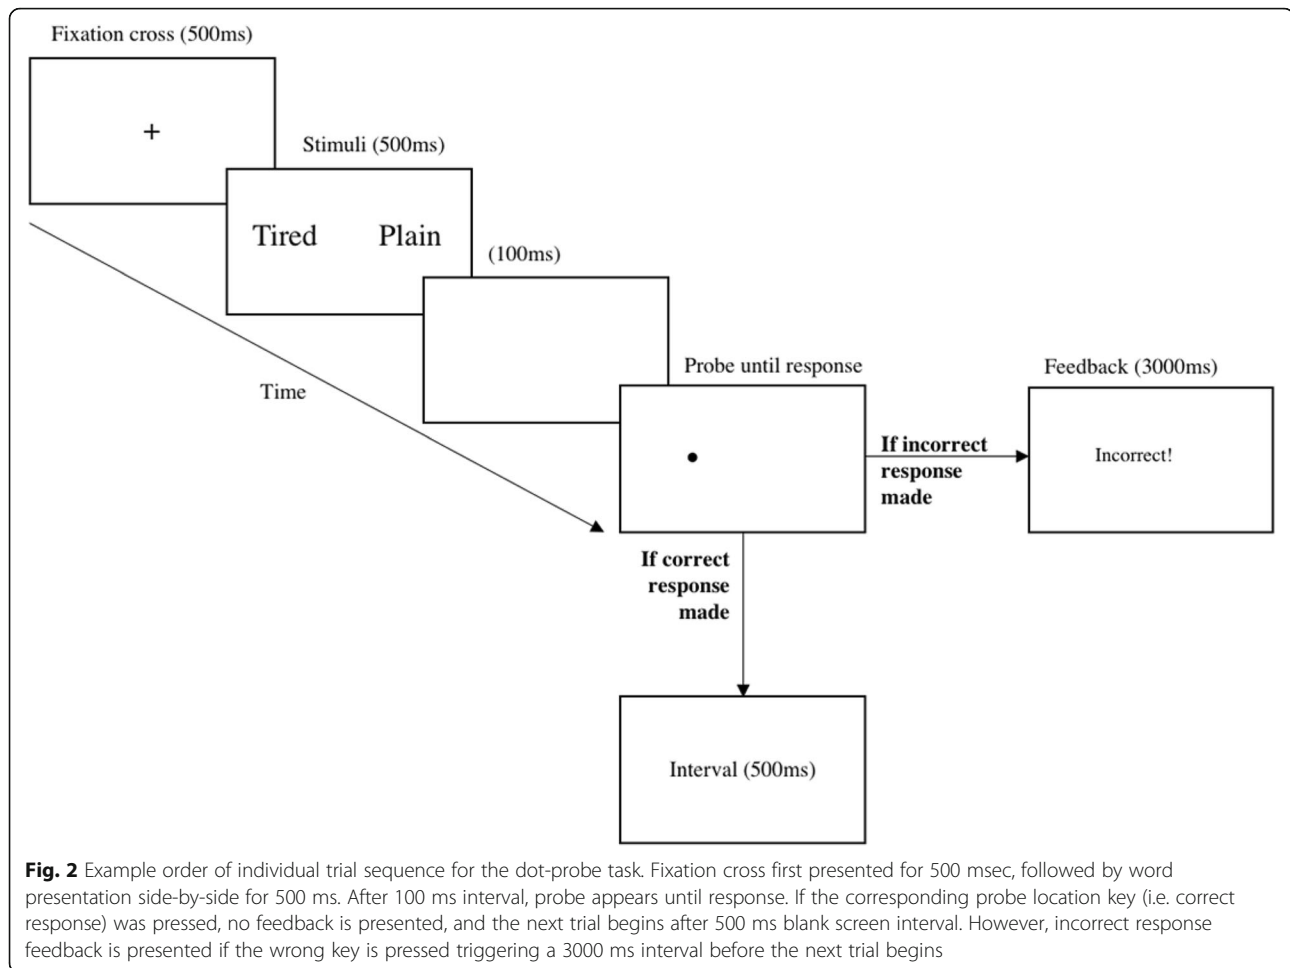 Fixation cross (500ms)
+
Stimuli (500ms)
Tired Plain
(100ms)
Time
Probe until response
If incorrect
response
made
Feedback (3000ms)
Incorrect!
If correct
response
made
Interval (500ms)
Fig. 2 Example order of individual trial sequence for the dot-probe task. Fixation cross first presented for 500 msec, followed by word
presentation side-by-side for 500 ms. After 100 ms interval, probe appears until response. If the corresponding probe location key (i.e. correct
response) was pressed, no feedback is presented, and the next trial begins after 500 ms blank screen interval. However, incorrect response
feedback is presented if the wrong key is pressed triggering a 3000 ms interval before the next trial begins